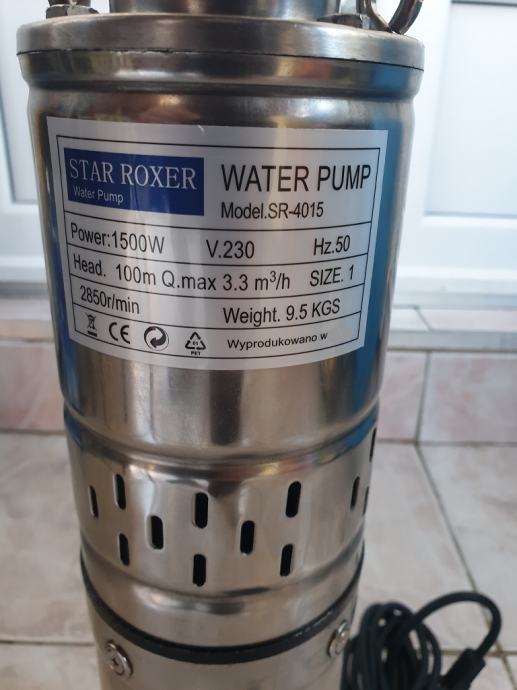 STAR ROXER
Water Pump
WATER PUMP
Model.SR-4015
Power:1500W V.230 Hz.50
Head. 100m Q.max 3.3 m³/h SIZE. 1
2850r/min Weight. 9.5 KGS
CE PET Wyprodukowano w